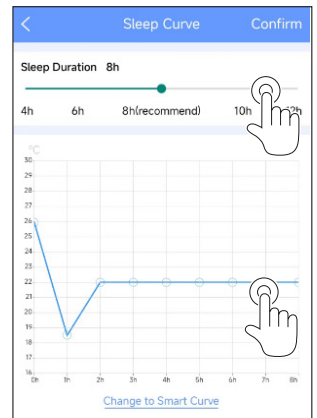 Sleep Curve Confirm
Sleep Duration 8h
4h 6h 8h(recommend) 10h 12h
°C
30
29
28
27
26
25
24
23
22
21
20
19
18
17
16
0h 1h 2h 3h 4h 5h 6h 7h 8h
Change to Smart Curve